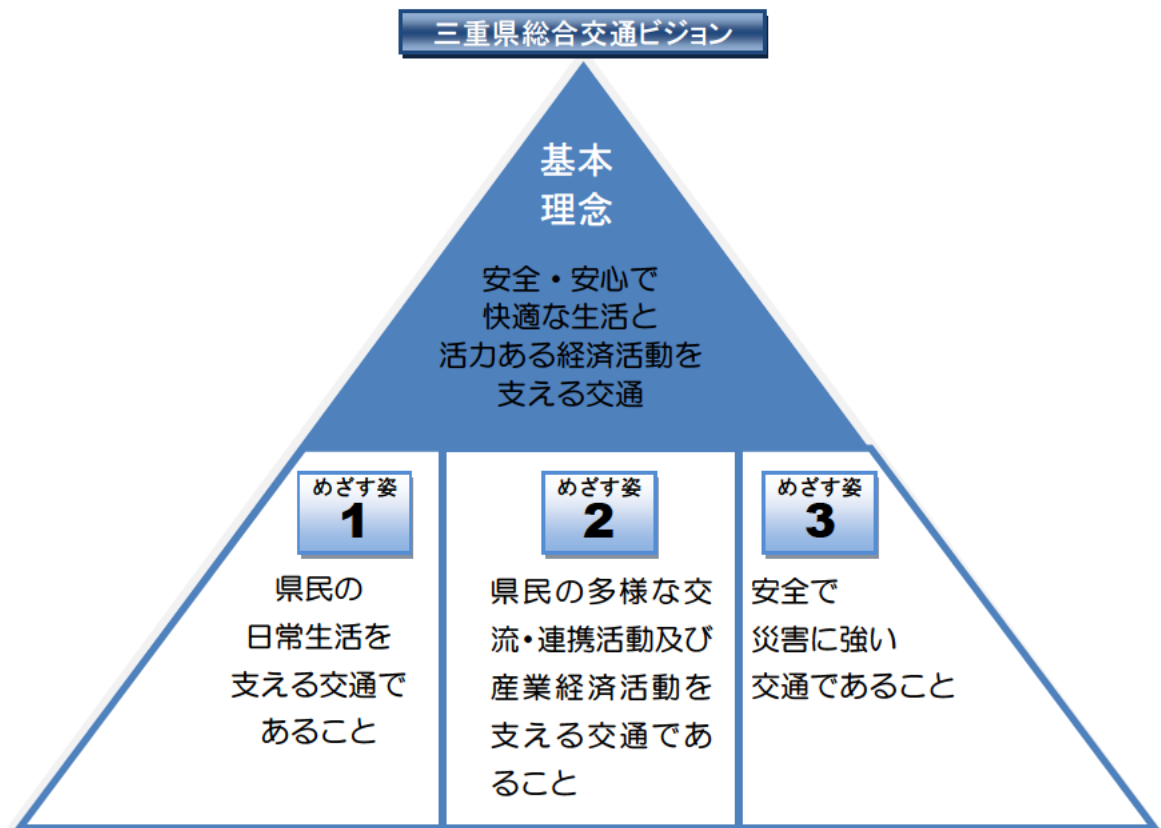 三重県総合交通ビジョン
基本
理念
安全・安心で
快適な生活と
活力ある経済活動を
支える交通
めざす姿
1
県民の
日常生活を
支える交通で
あること
めざす姿
2
県民の多様な交
流・連携活動及び
産業経済活動を
支える交通であ
ること
めざす姿
3
安全で
災害に強い
交通であること